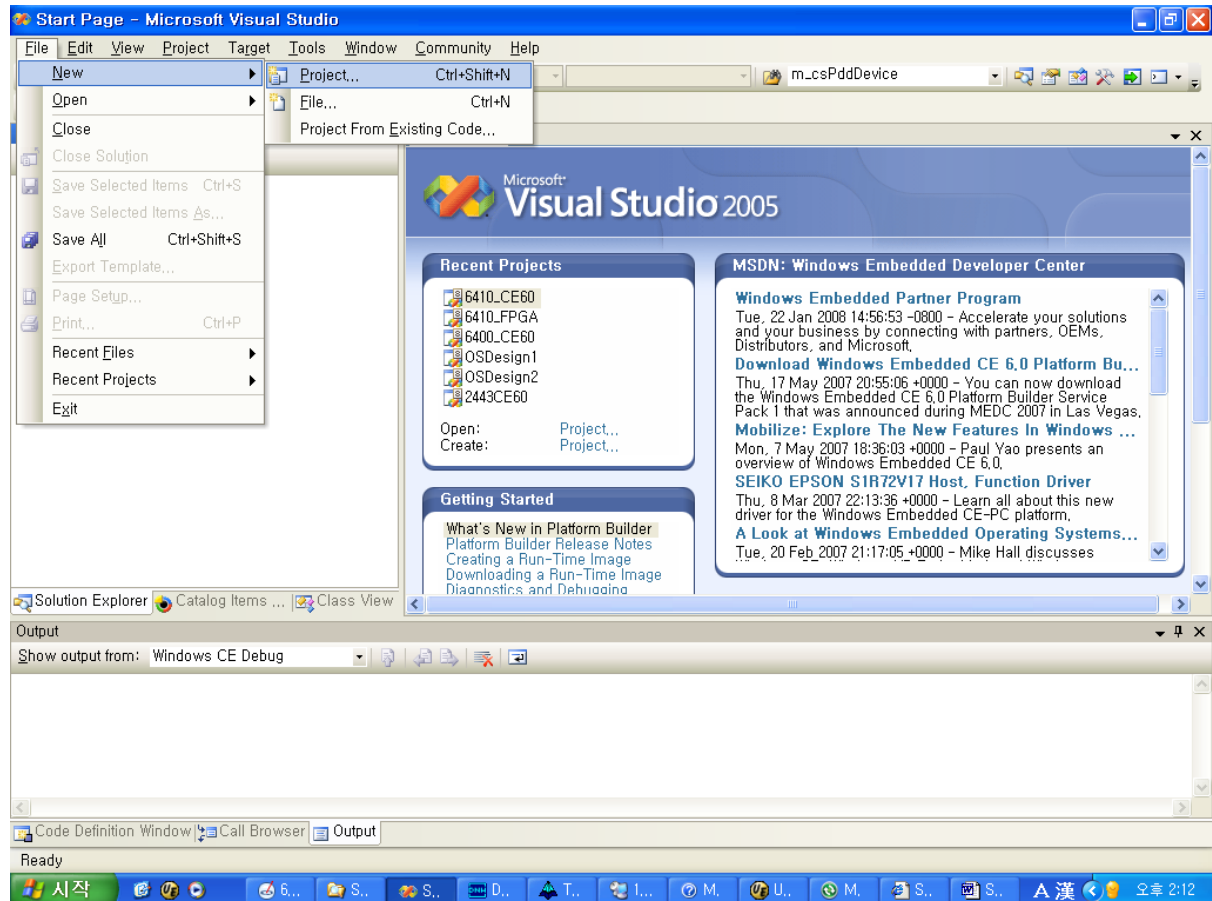 Start Page - Microsoft Visual Studio
File Edit View Project Target Tools Window Community Help
New
Open
Close
Close Solution
Save Selected Items Ctrl+S
Save Selected Items As...
Save All Ctrl+Shift+S
Export Template...
Page Setup...
Print... Ctrl+P
Recent Files
Recent Projects
Exit
Project... Ctrl+Shift+N
File... Ctrl+N
Project From Existing Code...
m_csPddDevice
Microsoft
Visual Studio 2005
Recent Projects
6410_CE60
6410_FPGA
6400_CE60
OSDesign1
OSDesign2
2443CE60
Open: Project...
Create: Project...
Getting Started
What's New in Platform Builder
Platform Builder Release Notes
Creating a Run-Time Image
Downloading a Run-Time Image
Diagnostics and Debugging
MSDN: Windows Embedded Developer Center
Windows Embedded Partner Program
Tue, 22 Jan 2008 14:56:53 -0800 - Accelerate your solutions
and your business by connecting with partners, OEMs,
Distributors, and Microsoft.
Download Windows Embedded CE 6.0 Platform Bu...
Thu, 17 May 2007 20:55:06 +0000 - You can now download
the Windows Embedded CE 6.0 Platform Builder Service
Pack 1 that was announced during MEDC 2007 in Las Vegas.
Mobilize: Explore The New Features In Windows ...
Mon, 7 May 2007 18:36:03 +0000 - Paul Yao presents an
overview of Windows Embedded CE 6.0.
SEIKO EPSON S1R72V17 Host, Function Driver
Thu, 8 Mar 2007 22:13:36 +0000 - Learn all about this new
driver for the Windows Embedded CE-PC platform.
A Look at Windows Embedded Operating Systems...
Tue, 20 Feb 2007 21:17:05 +0000 - Mike Hall discusses
Solution Explorer Catalog Items ... Class View
Output
Show output from: Windows CE Debug
Code Definition Window Call Browser Output
Ready
시작 6... S.. S.. D.. T.. 1... M. U.. M. S.. S.. A 漢 오후 2:12